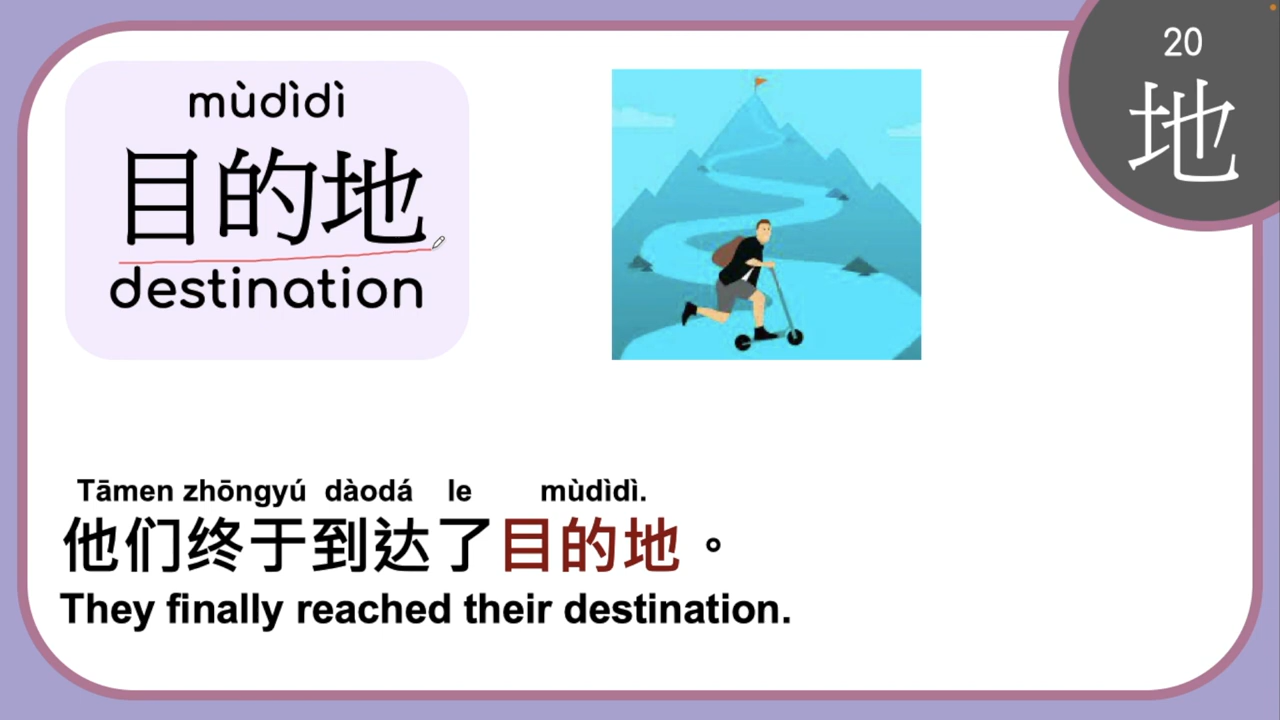 20
地
mùdìdì
目的地
destination
Tāmen zhōngyú dàodá le mùdìdì.
他们终于到达了目的地。
They finally reached their destination.